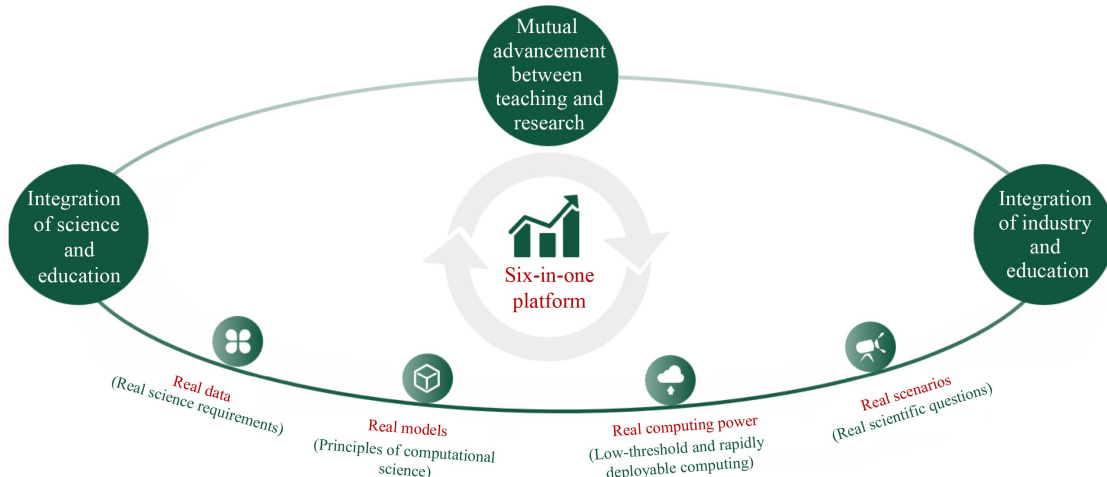 Mutual
advancement
between
teaching and
research
Integration
of science
and
education
Integration
of industry
and
education
Six-in-one
platform
Real data
(Real science requirements)
Real models
(Principles of computational
science)
Real computing power
(Low-threshold and rapidly
deployable computing)
Real scenarios
(Real scientific questions)